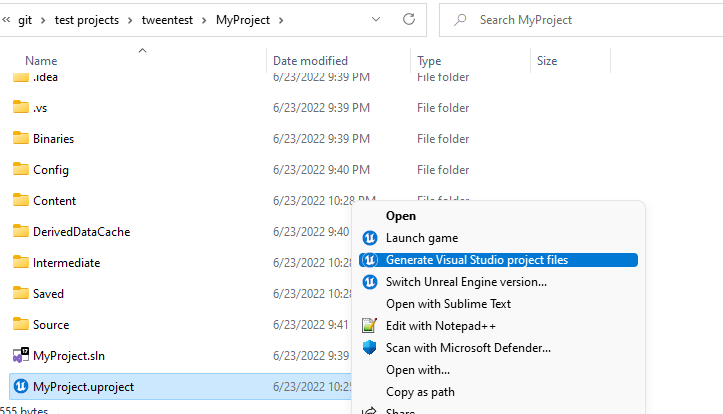 « git › test projects › tweentest › MyProject ›
Search MyProject
Name Date modified Type Size
.idea 6/23/2022 9:39 PM File folder
.vs 6/23/2022 9:39 PM File folder
Binaries 6/23/2022 9:39 PM File folder
Config 6/23/2022 9:40 PM File folder
Content 6/23/2022 10:28 PM File folder
DerivedDataCache 6/23/2022 9:40
Intermediate 6/23/2022 10:28
Saved 6/23/2022 10:28
Source 6/23/2022 9:41
MyProject.sln 6/23/2022 9:39
MyProject.uproject 6/23/2022 10:25
555 bytes
Open
Launch game
Generate Visual Studio project files
Switch Unreal Engine version...
Open with Sublime Text
Edit with Notepad++
Scan with Microsoft Defender...
Open with...
Copy as path
Share